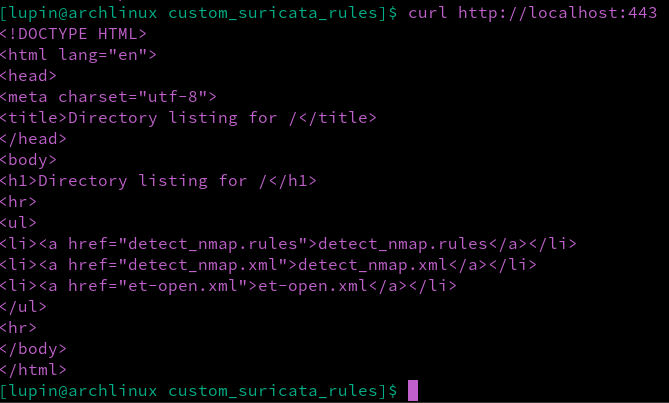 [lupin@archlinux custom_suricata_rules]$ curl http://localhost:443
<!DOCTYPE HTML>
<html lang="en">
<head>
<meta charset="utf-8">
<title>Directory listing for /</title>
</head>
<body>
<h1>Directory listing for /</h1>
<hr>
<ul>
<li><a href="detect_nmap.rules">detect_nmap.rules</a></li>
<li><a href="detect_nmap.xml">detect_nmap.xml</a></li>
<li><a href="et-open.xml">et-open.xml</a></li>
</ul>
<hr>
</body>
</html>
[lupin@archlinux custom_suricata_rules]$